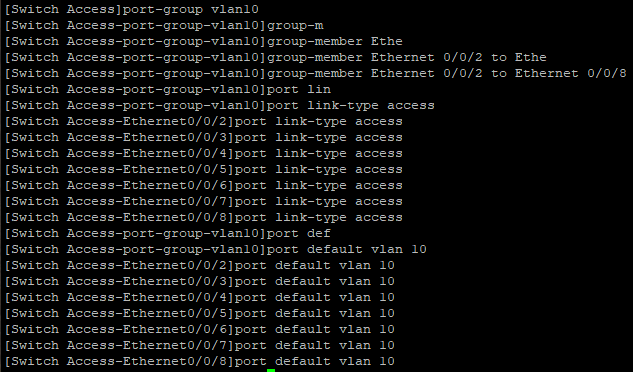 [Switch Access]port-group vlan10
[Switch Access-port-group-vlan10]group-m
[Switch Access-port-group-vlan10]group-member Ethe
[Switch Access-port-group-vlan10]group-member Ethernet 0/0/2 to Ethe
[Switch Access-port-group-vlan10]group-member Ethernet 0/0/2 to Ethernet 0/0/8
[Switch Access-port-group-vlan10]port lin
[Switch Access-port-group-vlan10]port link-type access
[Switch Access-Ethernet0/0/2]port link-type access
[Switch Access-Ethernet0/0/3]port link-type access
[Switch Access-Ethernet0/0/4]port link-type access
[Switch Access-Ethernet0/0/5]port link-type access
[Switch Access-Ethernet0/0/6]port link-type access
[Switch Access-Ethernet0/0/7]port link-type access
[Switch Access-Ethernet0/0/8]port link-type access
[Switch Access-port-group-vlan10]port def
[Switch Access-port-group-vlan10]port default vlan 10
[Switch Access-Ethernet0/0/2]port default vlan 10
[Switch Access-Ethernet0/0/3]port default vlan 10
[Switch Access-Ethernet0/0/4]port default vlan 10
[Switch Access-Ethernet0/0/5]port default vlan 10
[Switch Access-Ethernet0/0/6]port default vlan 10
[Switch Access-Ethernet0/0/7]port default vlan 10
[Switch Access-Ethernet0/0/8]port default vlan 10